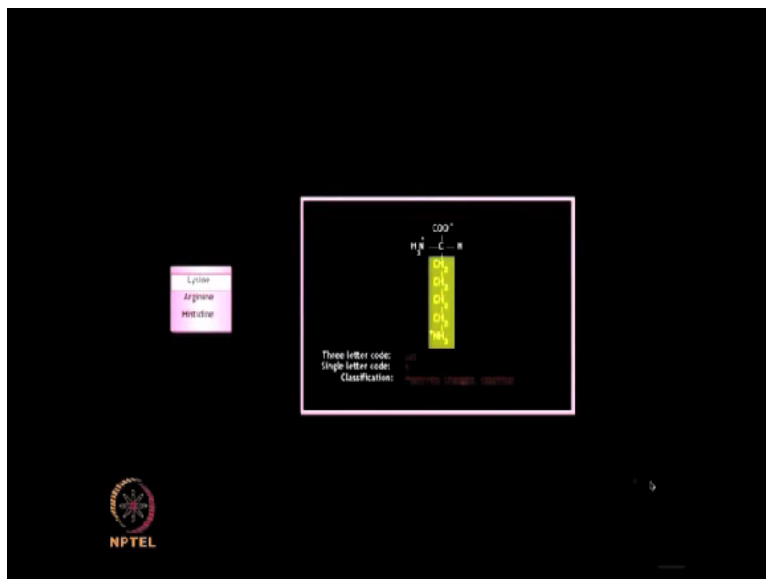 Lysine
Arginine
Histidine
COO⁻
H₃N⁺ — C — H
CH₂
CH₂
CH₂
CH₂
⁺NH₃
Three letter code:
Single letter code:
Classification:
NPTEL